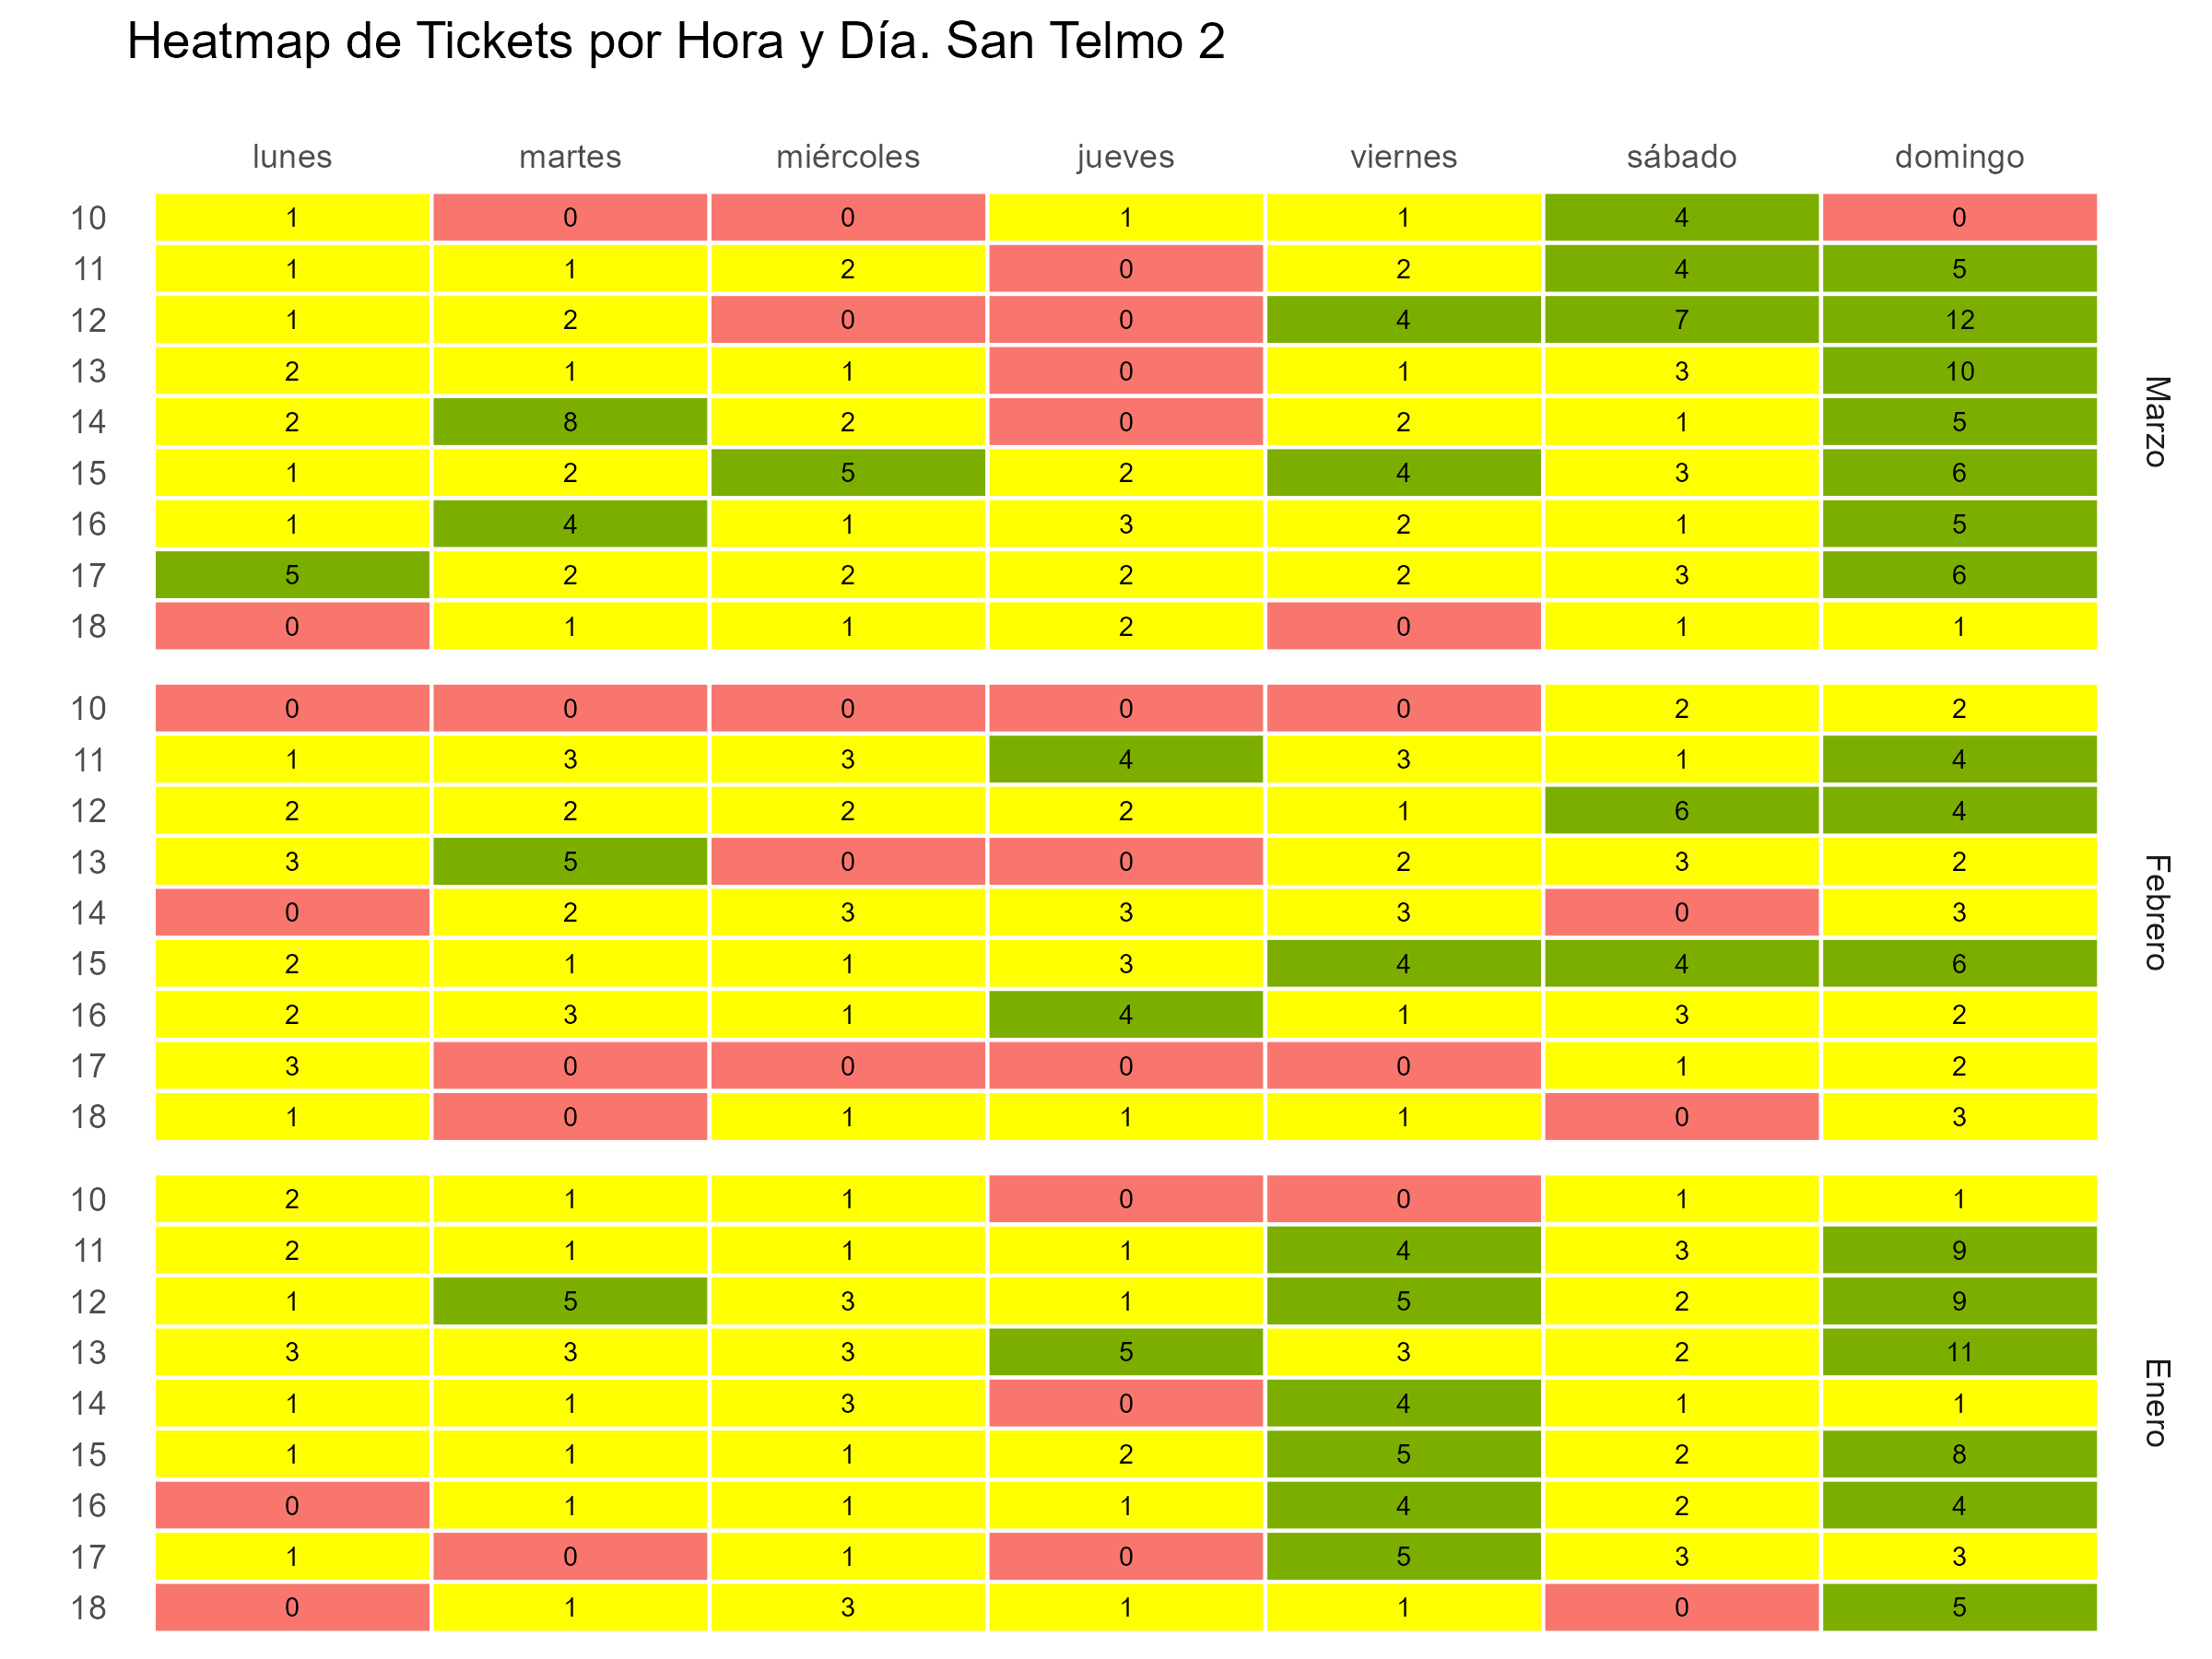 Heatmap de Tickets por Hora y Día. San Telmo 2
lunes martes miércoles jueves viernes sábado domingo
10 1 0 0 1 1 4 0
11 1 1 2 0 2 4 5
12 1 2 0 0 4 7 12
13 2 1 1 0 1 3 10
14 2 8 2 0 2 1 5
15 1 2 5 2 4 3 6
16 1 4 1 3 2 1 5
17 5 2 2 2 2 3 6
18 0 1 1 2 0 1 1
Marzo
10 0 0 0 0 0 2 2
11 1 3 3 4 3 1 4
12 2 2 2 2 1 6 4
13 3 5 0 0 2 3 2
14 0 2 3 3 3 0 3
15 2 1 1 3 4 4 6
16 2 3 1 4 1 3 2
17 3 0 0 0 0 1 2
18 1 0 1 1 1 0 3
Febrero
10 2 1 1 0 0 1 1
11 2 1 1 1 4 3 9
12 1 5 3 1 5 2 9
13 3 3 3 5 3 2 11
14 1 1 3 0 4 1 1
15 1 1 1 2 5 2 8
16 0 1 1 1 4 2 4
17 1 0 1 0 5 3 3
18 0 1 3 1 1 0 5
Enero